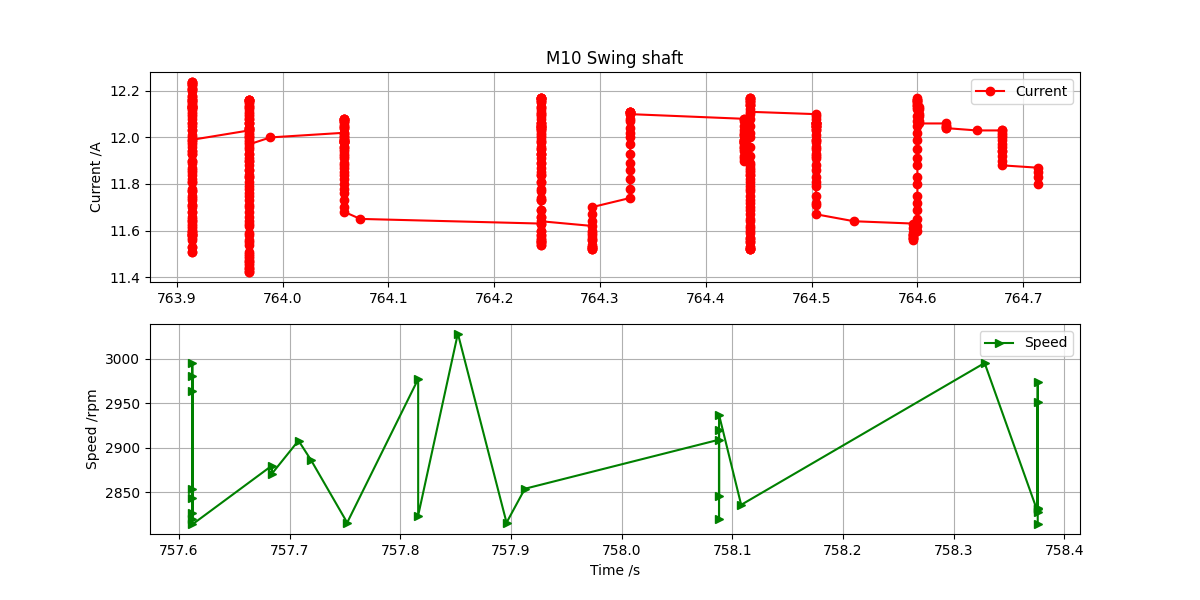 M10 Swing shaft
Current /A
12.2
12.0
11.8
11.6
11.4
Current
763.9 764.0 764.1 764.2 764.3 764.4 764.5 764.6 764.7
Speed /rpm
3000
2950
2900
2850
Speed
757.6 757.7 757.8 757.9 758.0 758.1 758.2 758.3 758.4
Time /s